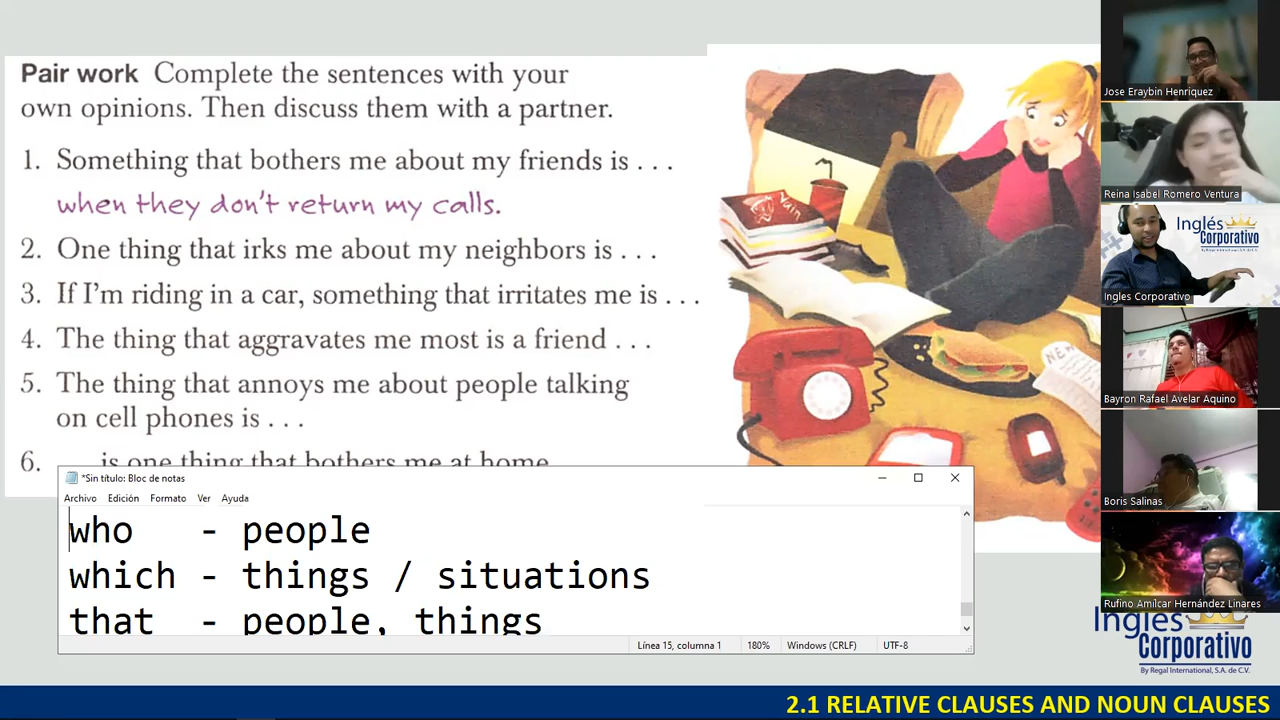 Pair work Complete the sentences with your
own opinions. Then discuss them with a partner.
1. Something that bothers me about my friends is . . .
when they don't return my calls.
2. One thing that irks me about my neighbors is . . .
3. If I'm riding in a car, something that irritates me is . . .
4. The thing that aggravates me most is a friend . . .
5. The thing that annoys me about people talking
on cell phones is . . .
6. is one thing that bothers me at home
Vain
NEW
*Sin título: Bloc de notas
Archivo Edición Formato Ver Ayuda
who - people
which - things / situations
that - people, things
Línea 15, columna 1 180% Windows (CRLF) UTF-8
Jose Eraybin Henriquez
Reina Isabel Romero Ventura
Inglés
Corporativo
By Regal International, S.A. de C.V.
Ingles Corporativo
Bayron Rafael Avelar Aquino
Boris Salinas
Rufino Amílcar Hernández Linares
Inglés
Corporativo
By Regal International, S.A. de C.V.
2.1 RELATIVE CLAUSES AND NOUN CLAUSES